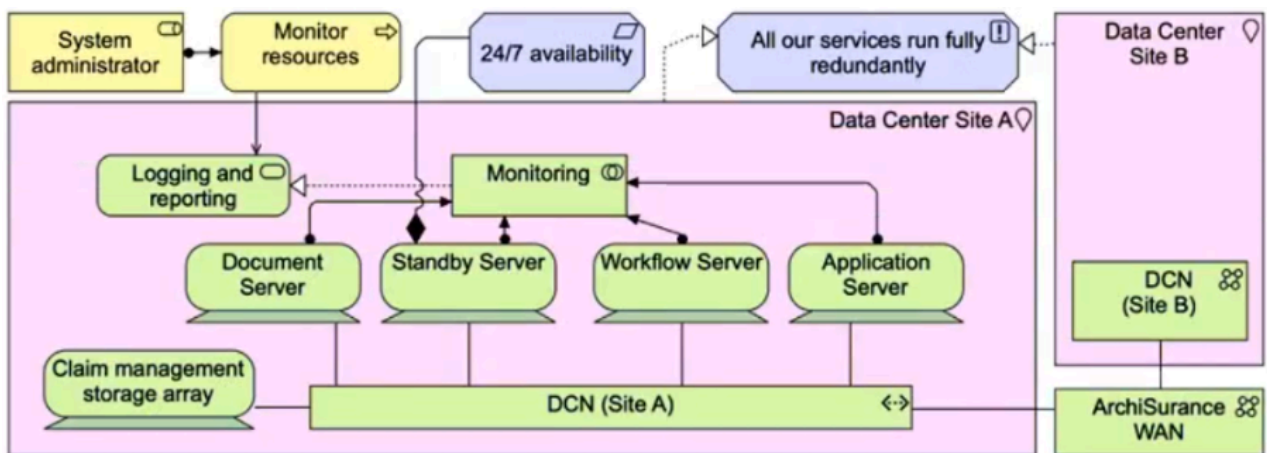 System
administrator
Monitor
resources
24/7 availability
All our services run fully
redundantly
Data Center
Site B
Data Center Site A
Logging and
reporting
Monitoring
Document
Server
Standby Server
Workflow Server
Application
Server
DCN
(Site B)
Claim management
storage array
DCN (Site A)
ArchiSurance
WAN